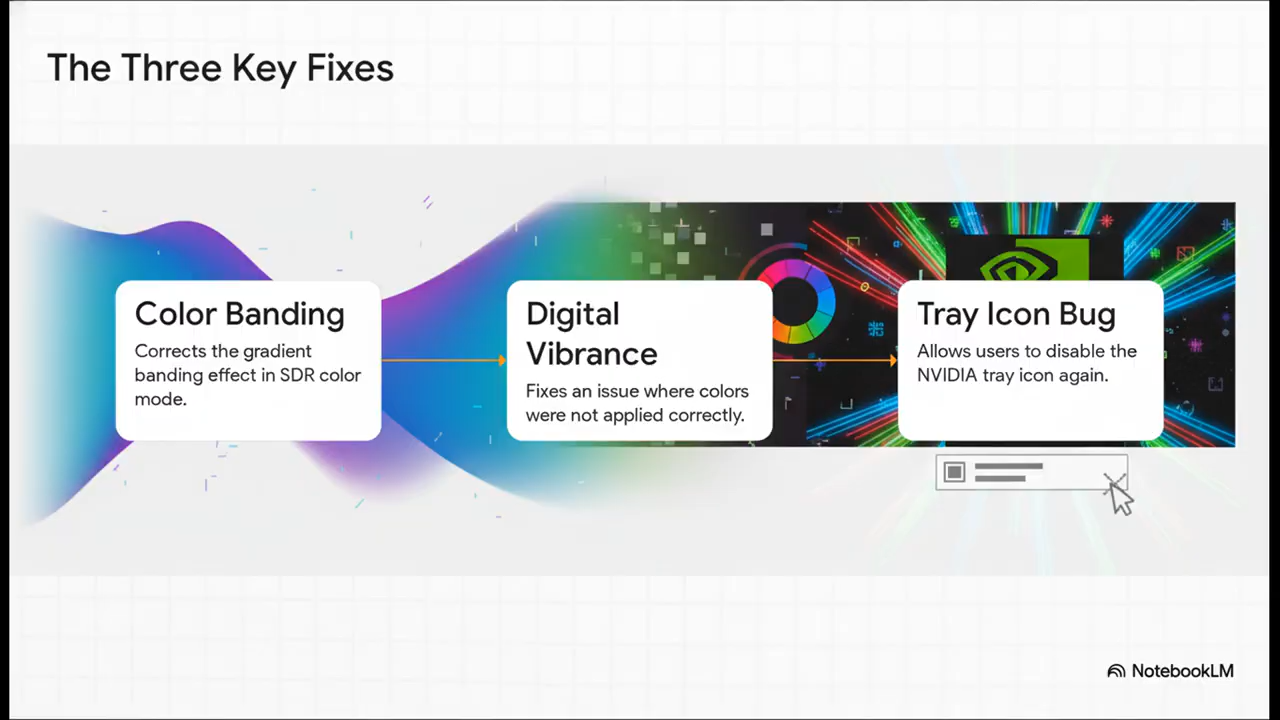 The Three Key Fixes
Color Banding
Corrects the gradient
banding effect in SDR color
mode.
Digital
Vibrance
Fixes an issue where colors
were not applied correctly.
Tray Icon Bug
Allows users to disable the
NVIDIA tray icon again.
NotebookLM